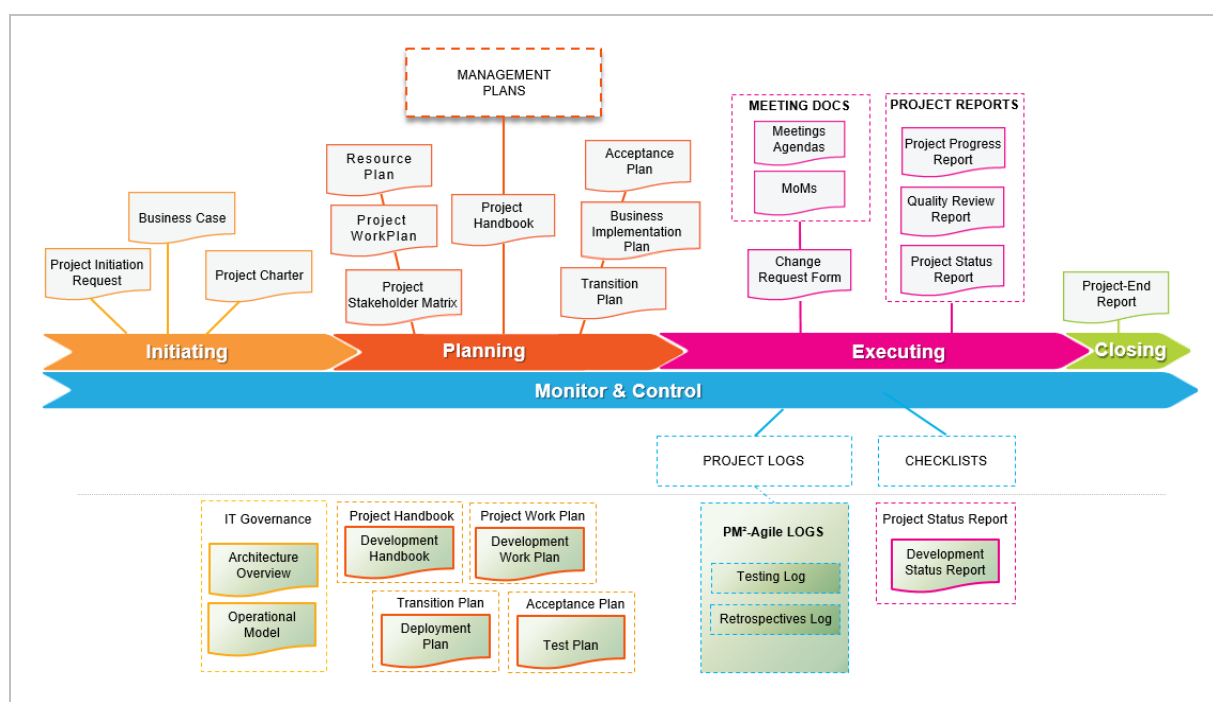 MANAGEMENT
PLANS
MEETING DOCS
Meetings
Agendas
MoMs
PROJECT REPORTS
Project Progress
Report
Quality Review
Report
Project Status
Report
Resource
Plan
Project
WorkPlan
Project
Stakeholder Matrix
Project
Handbook
Acceptance
Plan
Business
Implementation
Plan
Transition
Plan
Business Case
Project Initiation
Request
Project Charter
Change
Request Form
Project-End
Report
Initiating
Planning
Executing
Closing
Monitor & Control
PROJECT LOGS
CHECKLISTS
IT Governance
Architecture
Overview
Operational
Model
Project Handbook
Development
Handbook
Project Work Plan
Development
Work Plan
Transition Plan
Deployment
Plan
Acceptance Plan
Test Plan
PM²-Agile LOGS
Testing Log
Retrospectives Log
Project Status Report
Development
Status Report